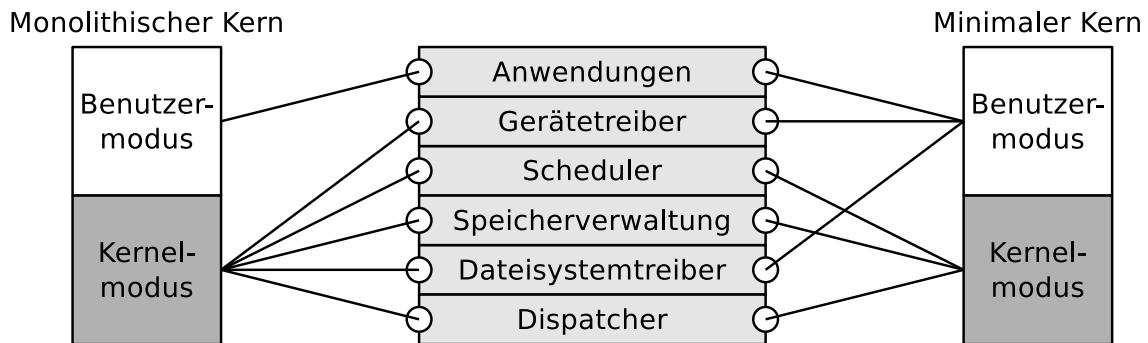 Monolithischer Kern
Minimaler Kern
Benutzer-
modus
Kernel-
modus
Anwendungen
Gerätetreiber
Scheduler
Speicherverwaltung
Dateisystemtreiber
Dispatcher
Benutzer-
modus
Kernel-
modus